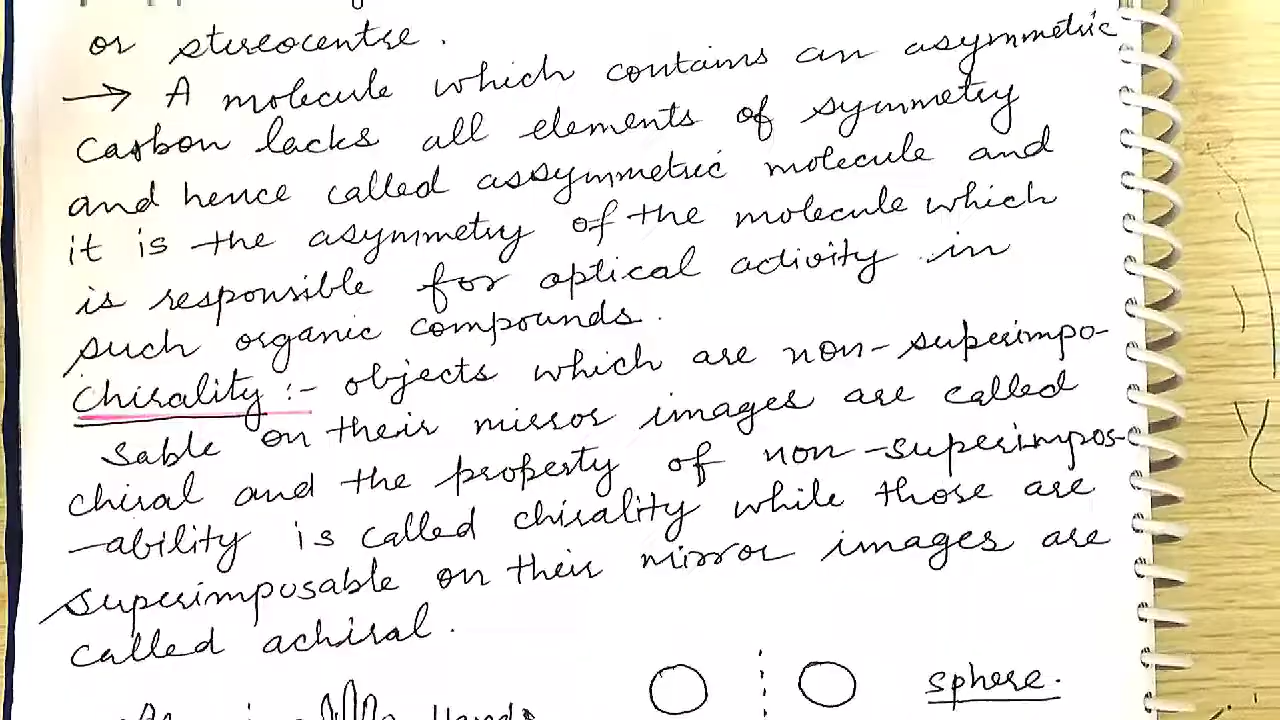 or stereocentre.
→ A molecule which contains an asymmetric
carbon lacks all elements of symmetry
and hence called assymmetric molecule and
it is the asymmetry of the molecule which
is responsible for optical activity in
such organic compounds.
Chirality :- objects which are non-superimpo-
sable on their mirror images are called
chiral and the property of non-superimpos-
-ability is called chirality while those are
superimposable on their mirror images are
called achiral.
sphere.
Hands